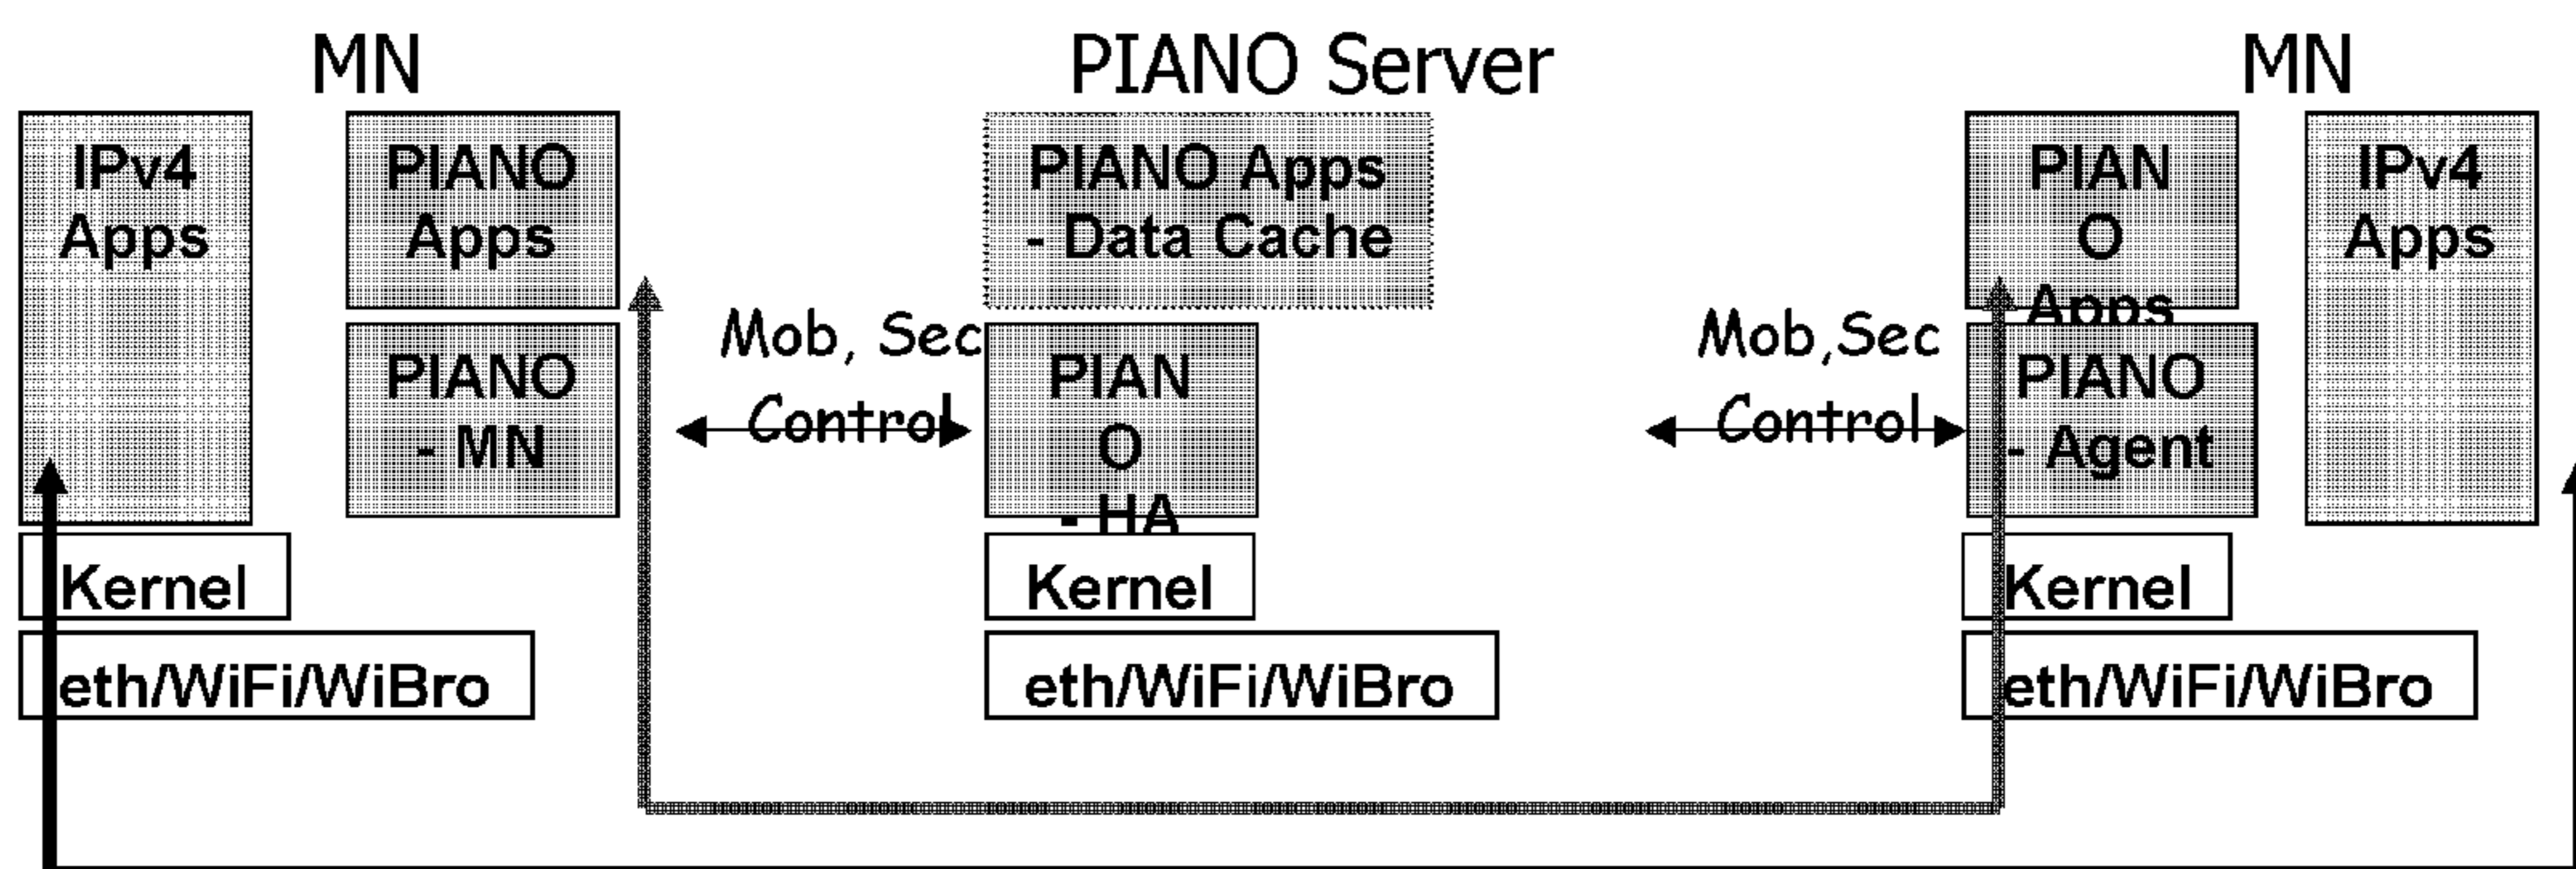 MN
PIANO Server
MN
IPv4
Apps
PIANO
Apps
PIANO Apps
- Data Cache
PIAN
O
Apps
IPv4
Apps
PIANO
- MN
Mob, Sec
Control
PIAN
O
- HA
Mob,Sec
Control
PIANO
- Agent
Kernel
Kernel
Kernel
eth/WiFi/WiBro
eth/WiFi/WiBro
eth/WiFi/WiBro